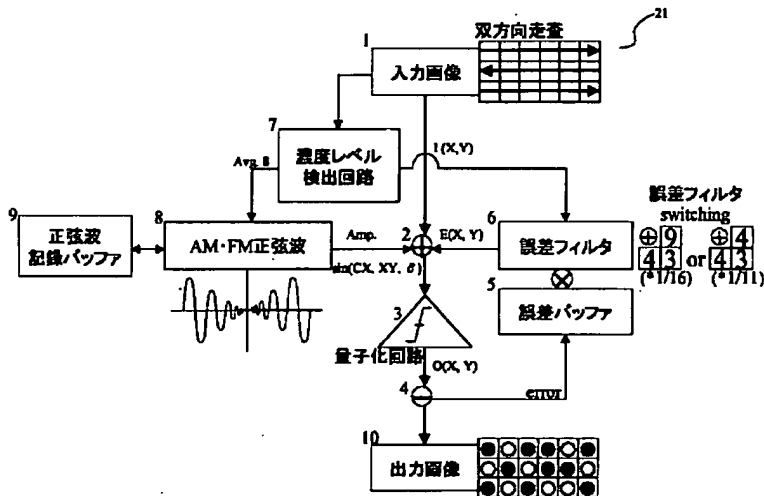 21
1
双方向走査
入力画像
7
濃度レベル
検出回路
I(X,Y)
Avg. g
9
正弦波
記録バッファ
8
AM・FM正弦波
Amp.
sin(CX, XY, θ)
2
E(X, Y)
6
誤差フィルタ
誤差フィルタ
switching
9
4 3
(*1/16)
or
4
4 3
(*1/11)
5
誤差バッファ
3
量子化回路
O(X, Y)
4
error
10
出力画像